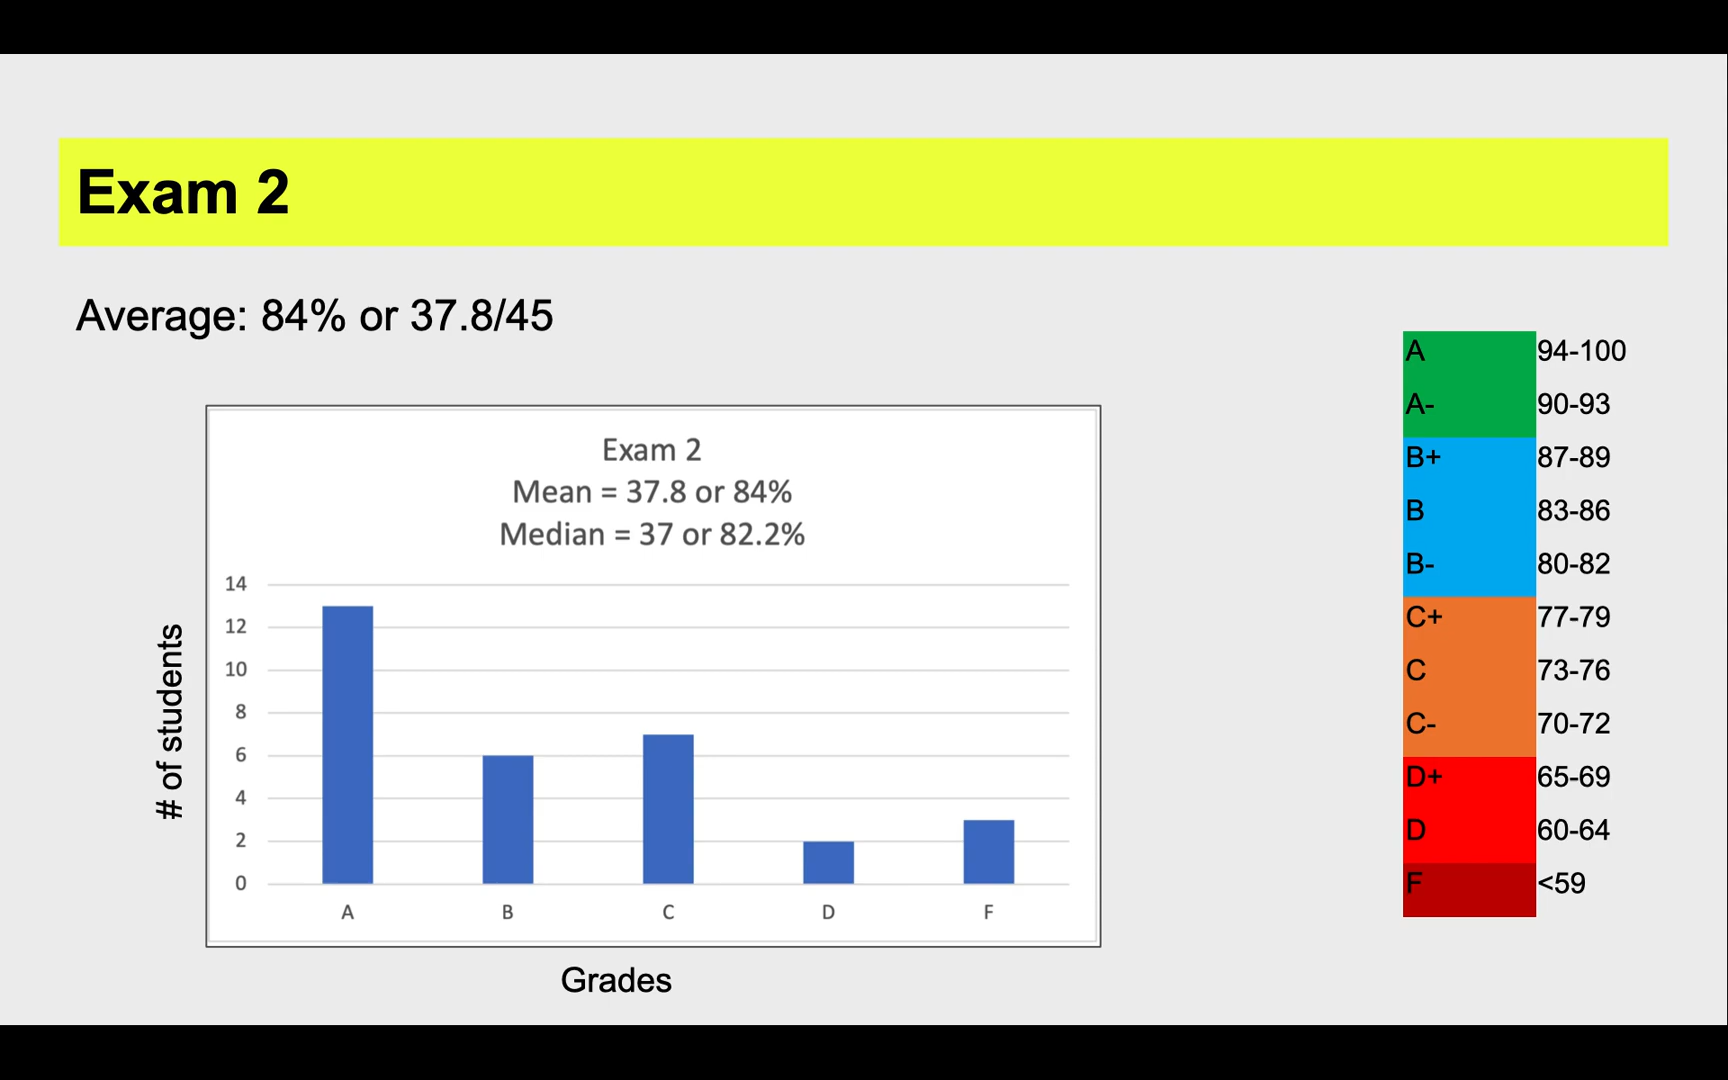 Exam 2
Average: 84% or 37.8/45
Exam 2
Mean = 37.8 or 84%
Median = 37 or 82.2%
14
12
10
8
6
4
2
0
# of students
A
B
C
D
F
Grades
A 94-100
A- 90-93
B+ 87-89
B 83-86
B- 80-82
C+ 77-79
C 73-76
C- 70-72
D+ 65-69
D 60-64
F <59